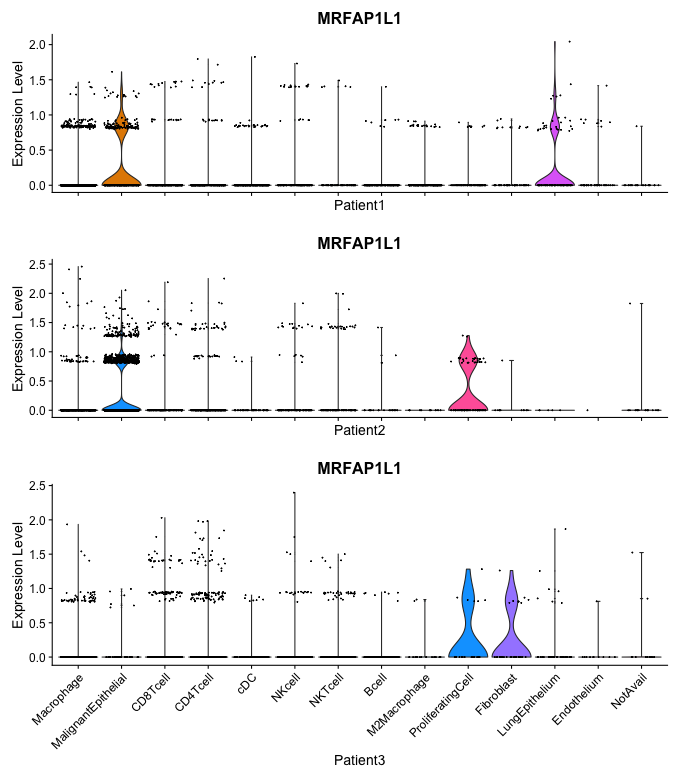 MRFAP1L1
2.0
1.5
1.0
0.5
0.0
Expression Level
Patient1
MRFAP1L1
2.5
2.0
1.5
1.0
0.5
0.0
Expression Level
Patient2
MRFAP1L1
2.5
2.0
1.5
1.0
0.5
0.0
Expression Level
Macrophage
MalignantEpithelial
CD8Tcell
CD4Tcell
cDC
NKcell
NKTcell
Bcell
M2Macrophage
ProliferatingCell
Fibroblast
LungEpithelium
Endothelium
NotAvail
Patient3